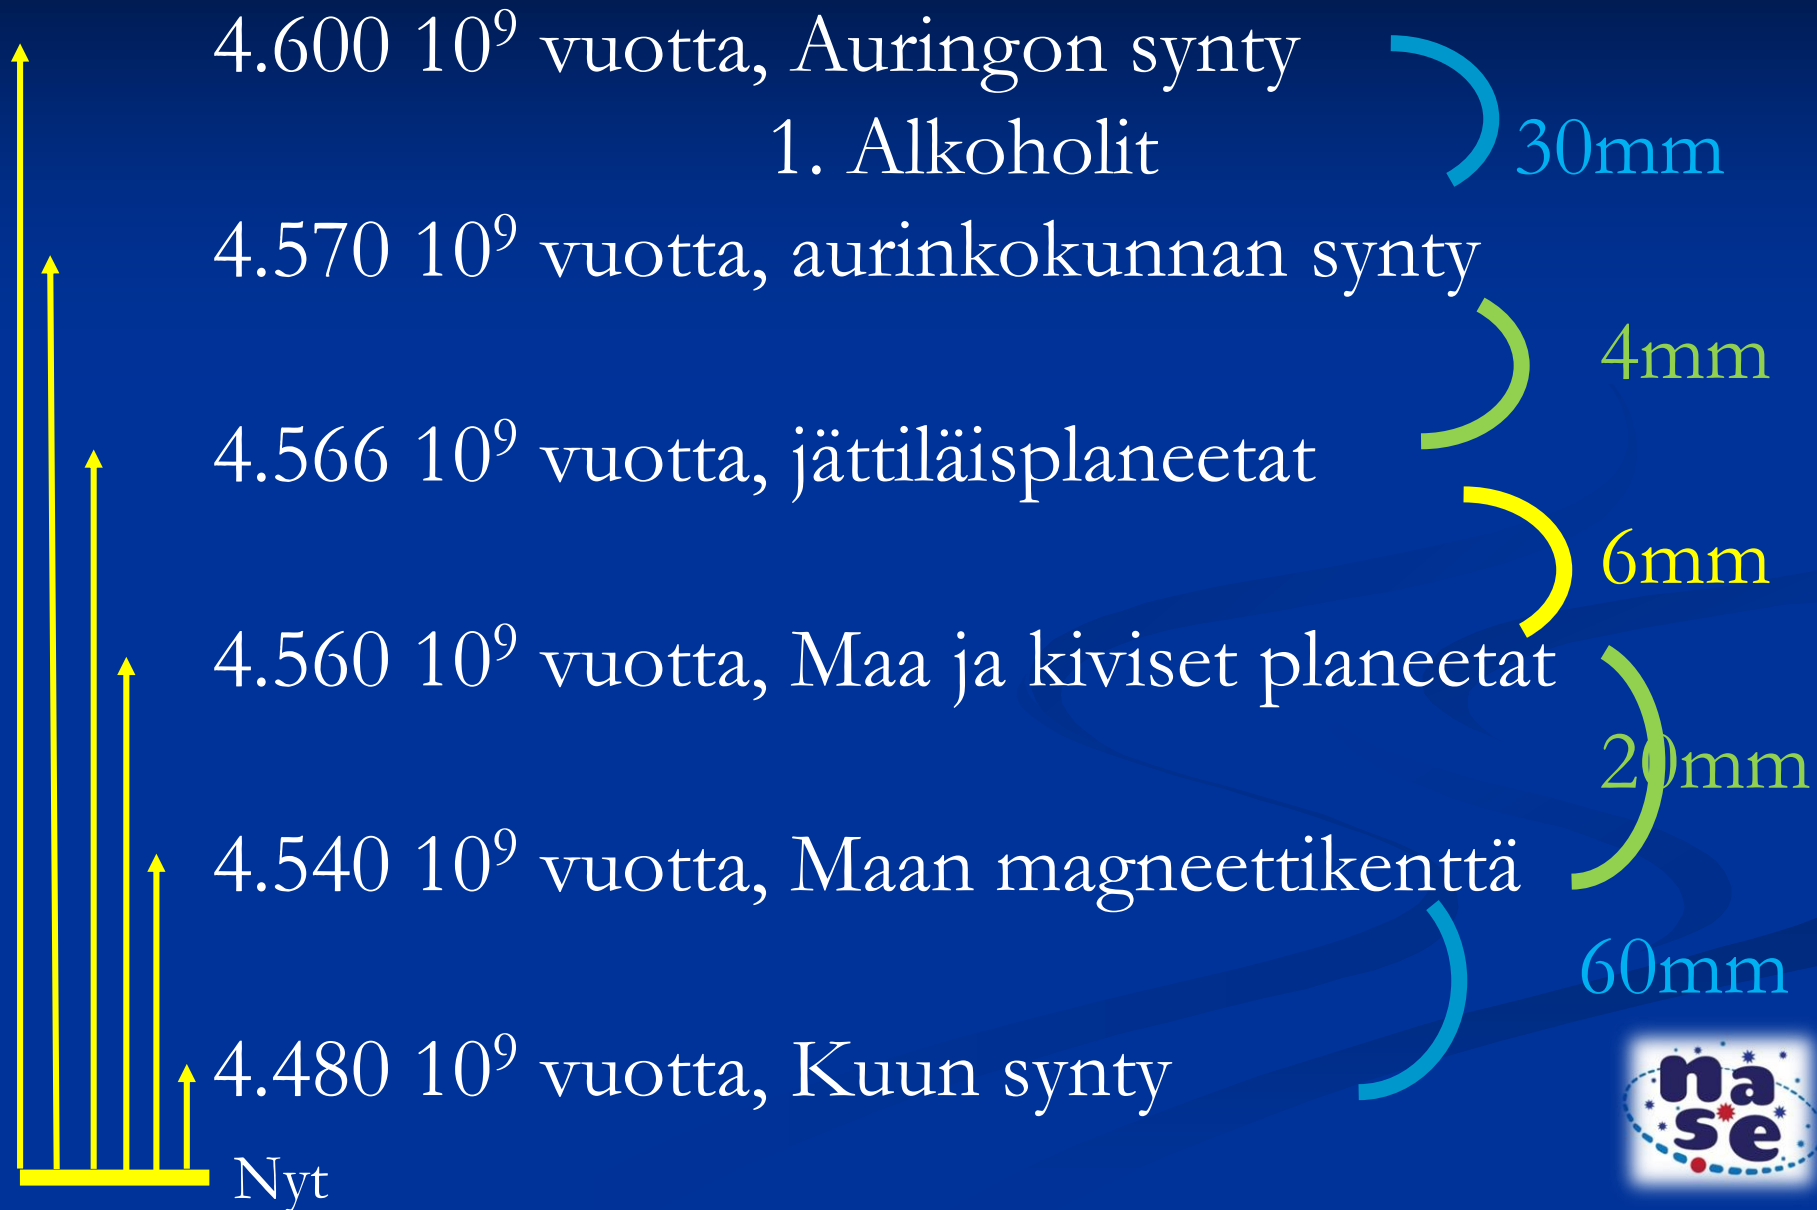 4.600 10⁹ vuotta, Auringon synty
1. Alkoholit
30mm
4.570 10⁹ vuotta, aurinkokunnan synty
4mm
4.566 10⁹ vuotta, jättiläisplaneetat
6mm
4.560 10⁹ vuotta, Maa ja kiviset planeetat
20mm
4.540 10⁹ vuotta, Maan magneettikenttä
60mm
4.480 10⁹ vuotta, Kuun synty
Nyt
na
se